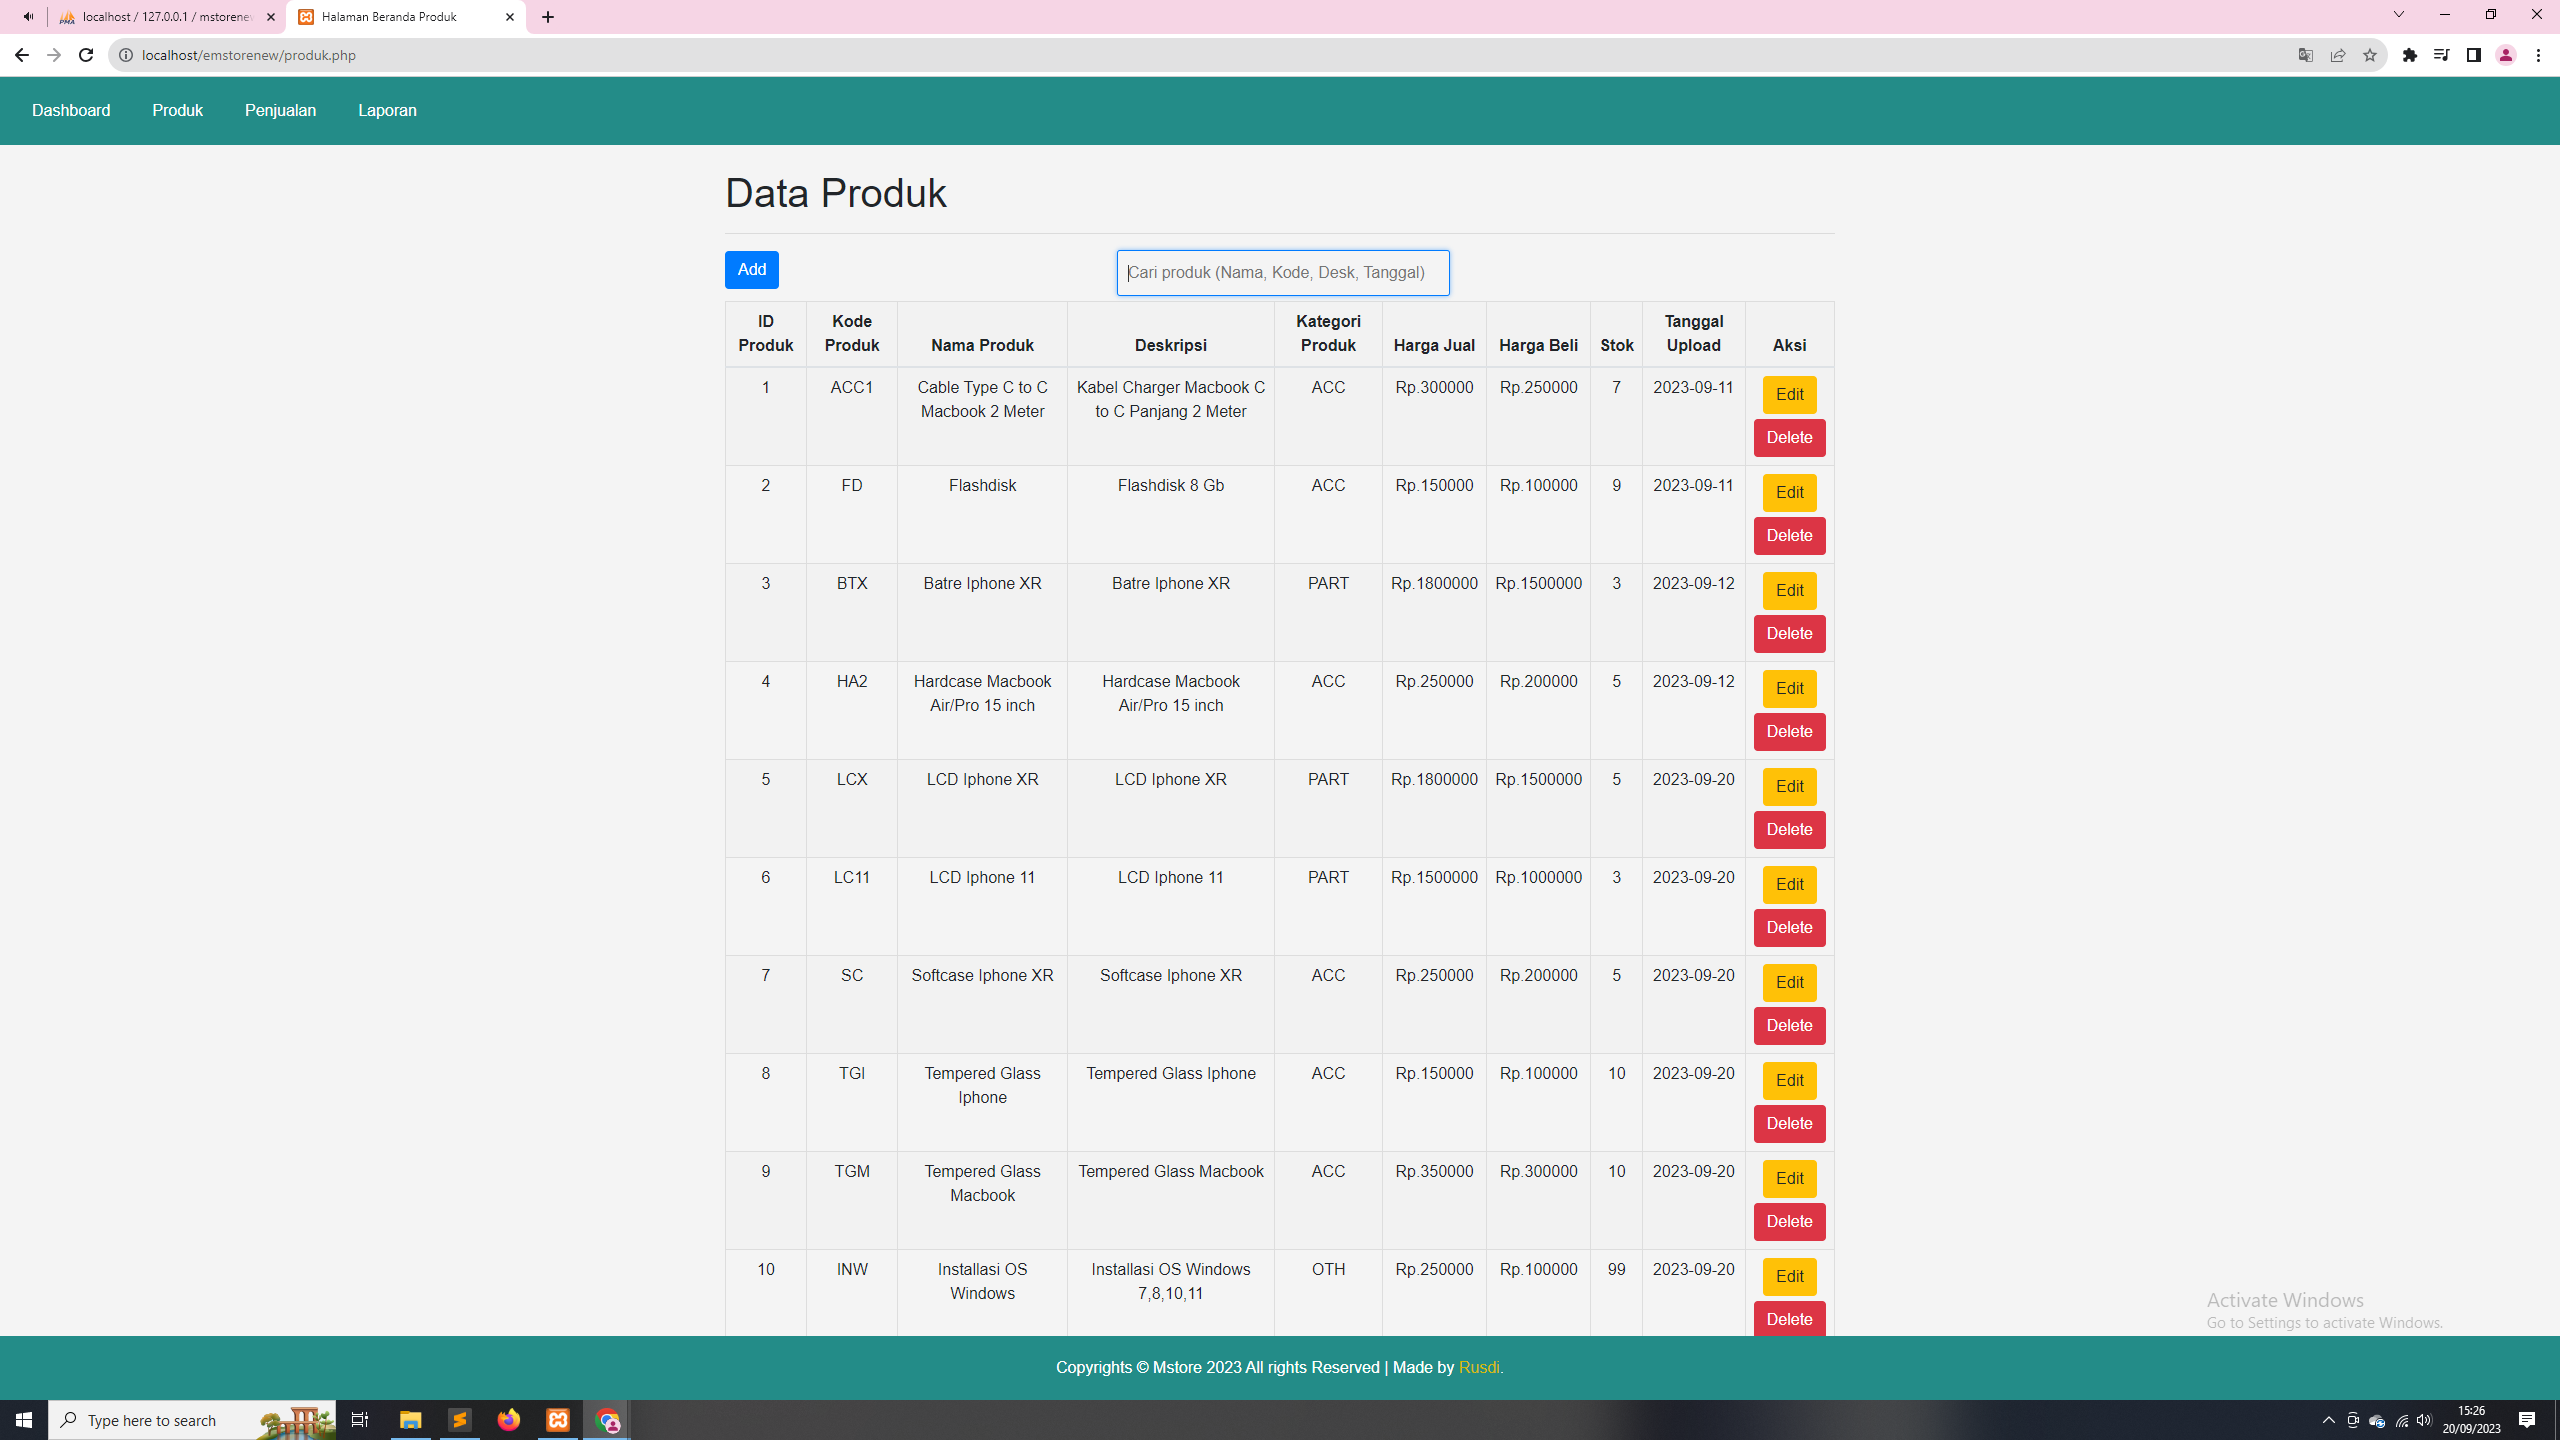 localhost / 127.0.0.1 / mstorenew
Halaman Beranda Produk
localhost/emstorenew/produk.php
Dashboard Produk Penjualan Laporan
Data Produk
Add
Cari produk (Nama, Kode, Desk, Tanggal)
ID Produk Kode Produk Nama Produk Deskripsi Kategori Produk Harga Jual Harga Beli Stok Tanggal Upload Aksi
1 ACC1 Cable Type C to C Macbook 2 Meter Kabel Charger Macbook C to C Panjang 2 Meter ACC Rp.300000 Rp.250000 7 2023-09-11 Edit Delete
2 FD Flashdisk Flashdisk 8 Gb ACC Rp.150000 Rp.100000 9 2023-09-11 Edit Delete
3 BTX Batre Iphone XR Batre Iphone XR PART Rp.1800000 Rp.1500000 3 2023-09-12 Edit Delete
4 HA2 Hardcase Macbook Air/Pro 15 inch Hardcase Macbook Air/Pro 15 inch ACC Rp.250000 Rp.200000 5 2023-09-12 Edit Delete
5 LCX LCD Iphone XR LCD Iphone XR PART Rp.1800000 Rp.1500000 5 2023-09-20 Edit Delete
6 LC11 LCD Iphone 11 LCD Iphone 11 PART Rp.1500000 Rp.1000000 3 2023-09-20 Edit Delete
7 SC Softcase Iphone XR Softcase Iphone XR ACC Rp.250000 Rp.200000 5 2023-09-20 Edit Delete
8 TGI Tempered Glass Iphone Tempered Glass Iphone ACC Rp.150000 Rp.100000 10 2023-09-20 Edit Delete
9 TGM Tempered Glass Macbook Tempered Glass Macbook ACC Rp.350000 Rp.300000 10 2023-09-20 Edit Delete
10 INW Installasi OS Windows Installasi OS Windows 7,8,10,11 OTH Rp.250000 Rp.100000 99 2023-09-20 Edit Delete
Activate Windows
Go to Settings to activate Windows.
Copyrights © Mstore 2023 All rights Reserved | Made by Rusdi.
Type here to search
15:26
20/09/2023